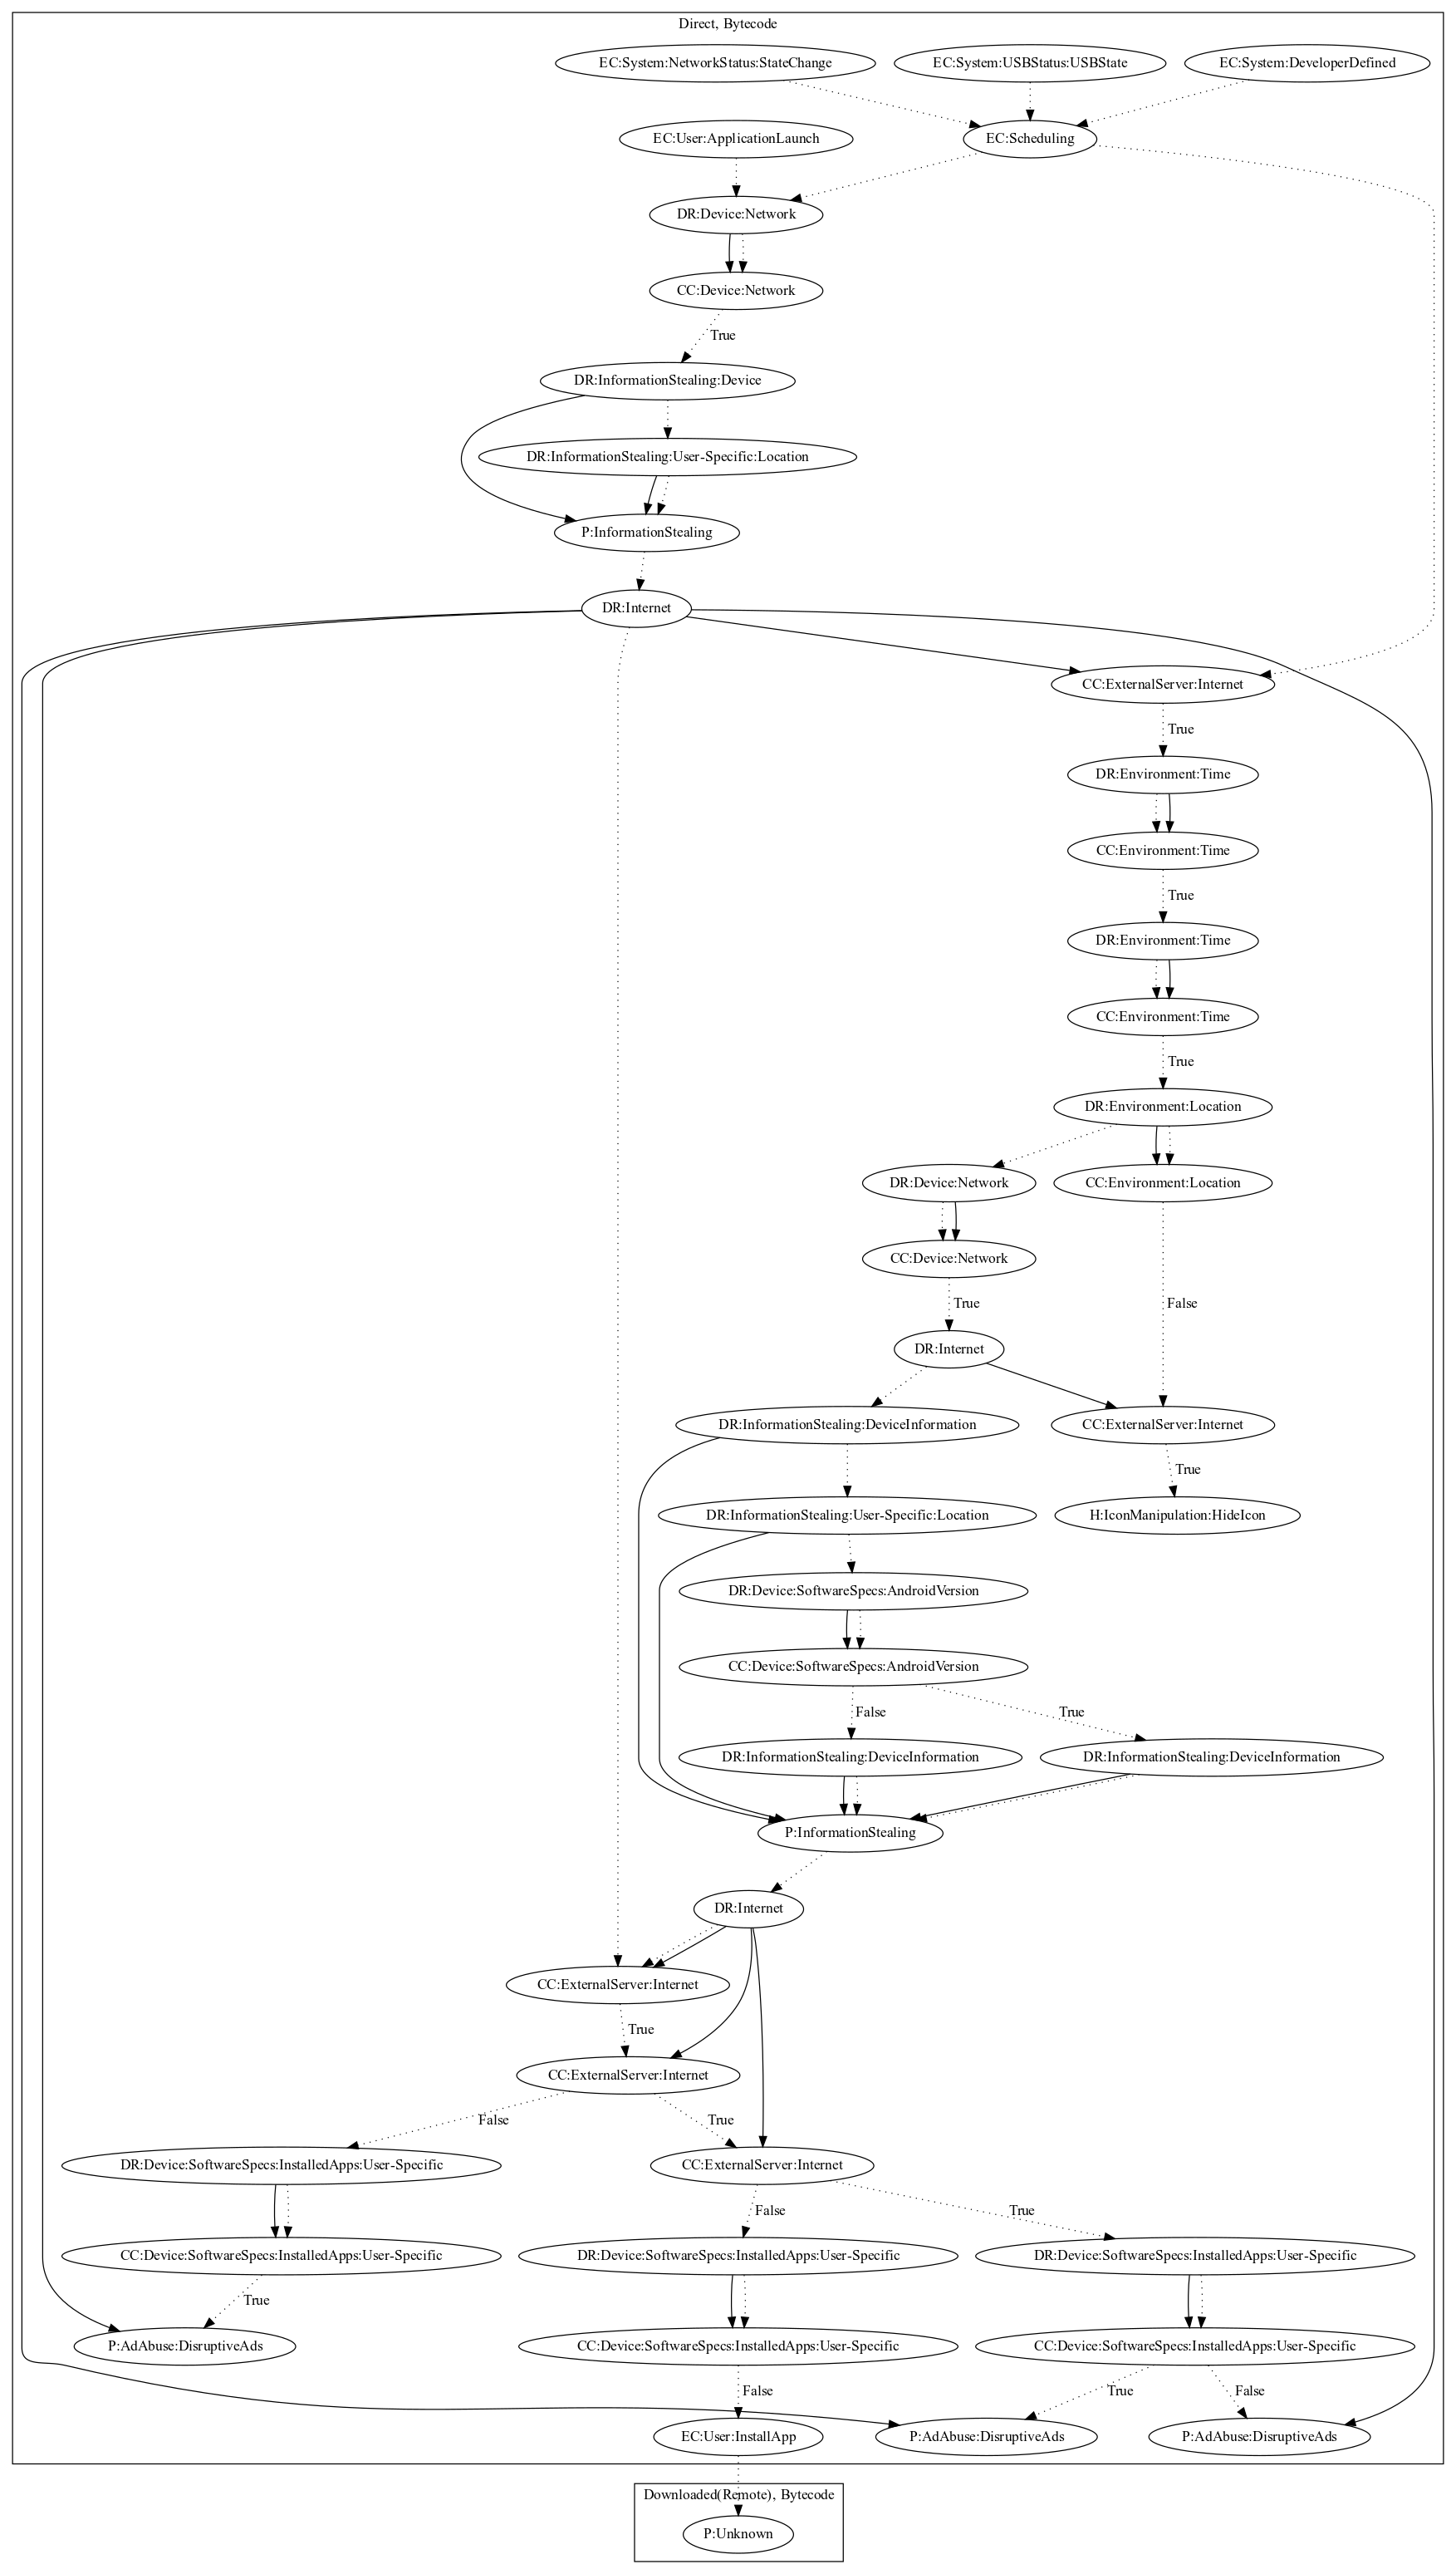 Direct, Bytecode
EC:System:NetworkStatus:StateChange
EC:System:USBStatus:USBState
EC:System:DeveloperDefined
EC:User:ApplicationLaunch
EC:Scheduling
DR:Device:Network
CC:Device:Network
True
DR:InformationStealing:Device
DR:InformationStealing:User-Specific:Location
P:InformationStealing
DR:Internet
CC:ExternalServer:Internet
True
DR:Environment:Time
CC:Environment:Time
True
DR:Environment:Time
CC:Environment:Time
True
DR:Environment:Location
DR:Device:Network
CC:Environment:Location
CC:Device:Network
True
False
DR:Internet
DR:InformationStealing:DeviceInformation
CC:ExternalServer:Internet
True
DR:InformationStealing:User-Specific:Location
H:IconManipulation:HideIcon
DR:Device:SoftwareSpecs:AndroidVersion
CC:Device:SoftwareSpecs:AndroidVersion
False
True
DR:InformationStealing:DeviceInformation
DR:InformationStealing:DeviceInformation
P:InformationStealing
DR:Internet
CC:ExternalServer:Internet
True
CC:ExternalServer:Internet
False
True
DR:Device:SoftwareSpecs:InstalledApps:User-Specific
CC:ExternalServer:Internet
False
True
CC:Device:SoftwareSpecs:InstalledApps:User-Specific
DR:Device:SoftwareSpecs:InstalledApps:User-Specific
DR:Device:SoftwareSpecs:InstalledApps:User-Specific
True
P:AdAbuse:DisruptiveAds
CC:Device:SoftwareSpecs:InstalledApps:User-Specific
CC:Device:SoftwareSpecs:InstalledApps:User-Specific
False
True
False
EC:User:InstallApp
P:AdAbuse:DisruptiveAds
P:AdAbuse:DisruptiveAds
Downloaded(Remote), Bytecode
P:Unknown